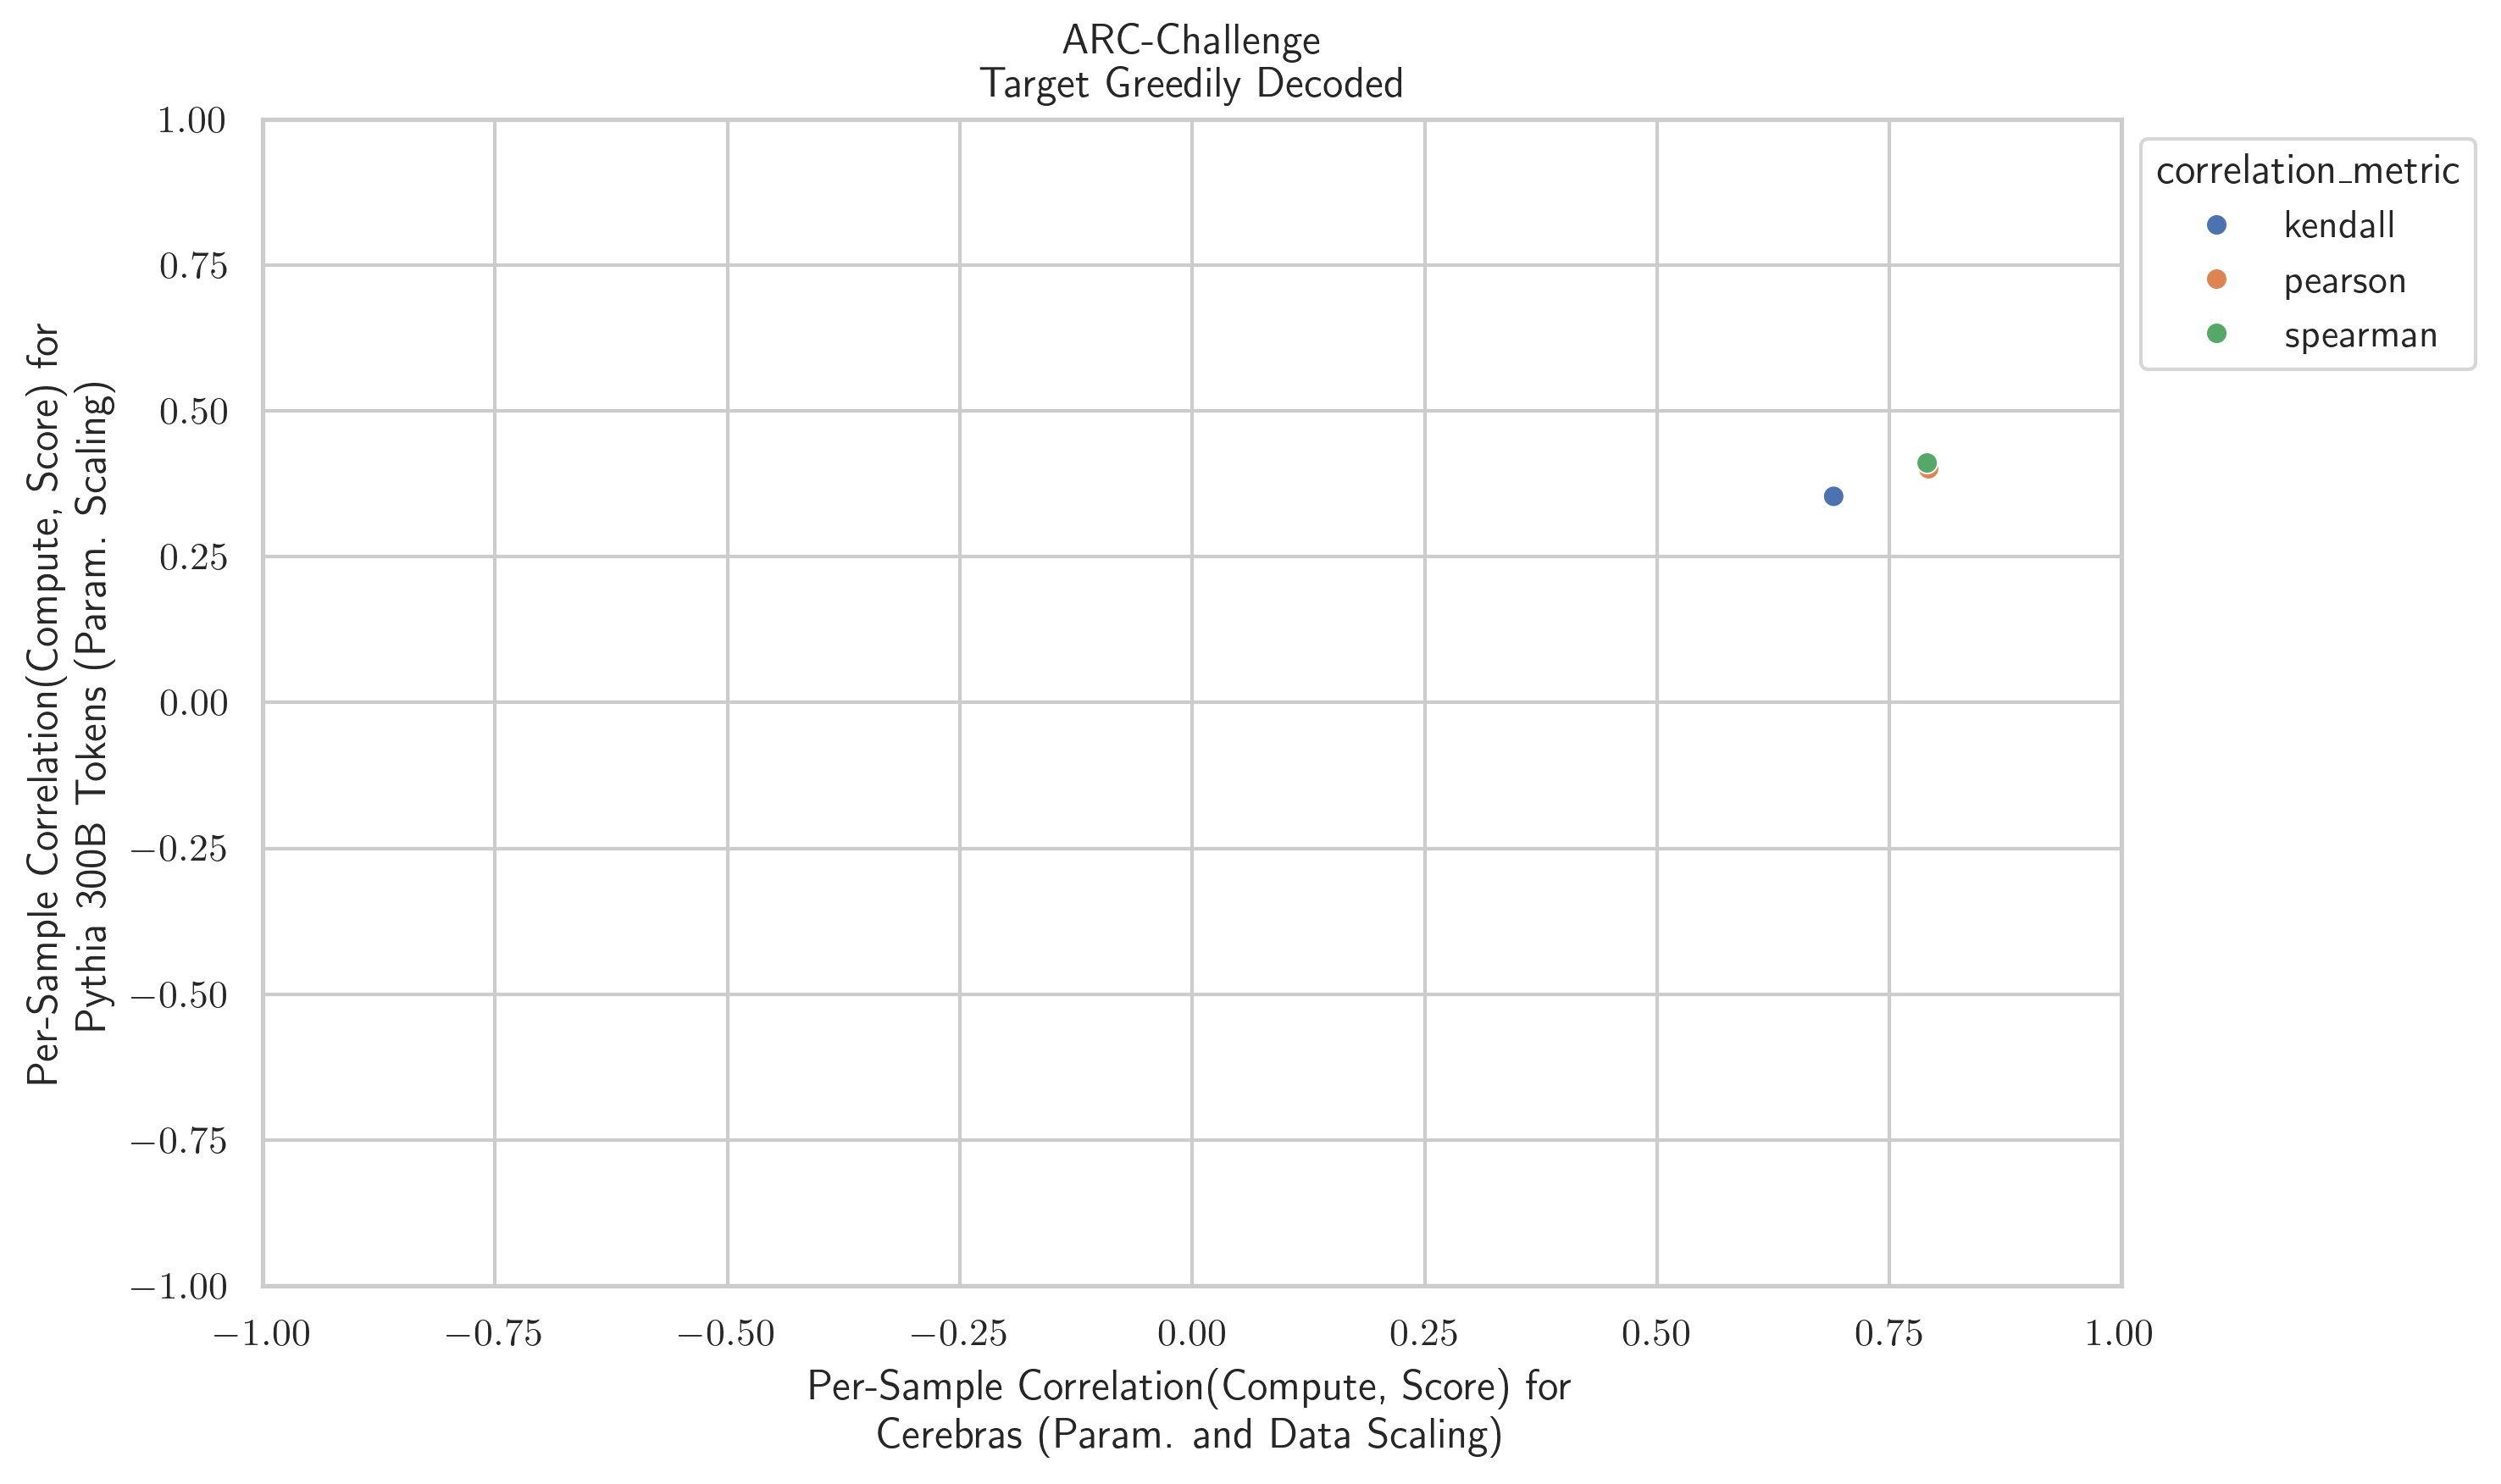 ARC-Challenge
Target Greedily Decoded
1.00
0.75
0.50
0.25
0.00
−0.25
−0.50
−0.75
−1.00
Per-Sample Correlation(Compute, Score) for
Pythia 300B Tokens (Param. Scaling)
−1.00
−0.75
−0.50
−0.25
0.00
0.25
0.50
0.75
1.00
Per-Sample Correlation(Compute, Score) for
Cerebras (Param. and Data Scaling)
correlation_metric
kendall
pearson
spearman